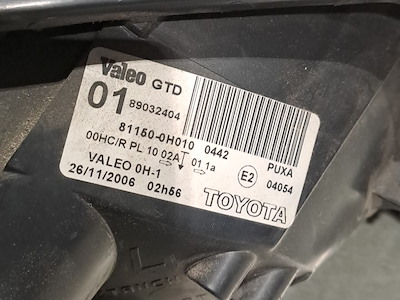 Valeo GTD
01 89032404
81150-0H010 0442
00HC/R PL 10 02A 01 1a
PUXA
E2 04054
VALEO 0H-1
26/11/2006 02h56
TOYOTA
L